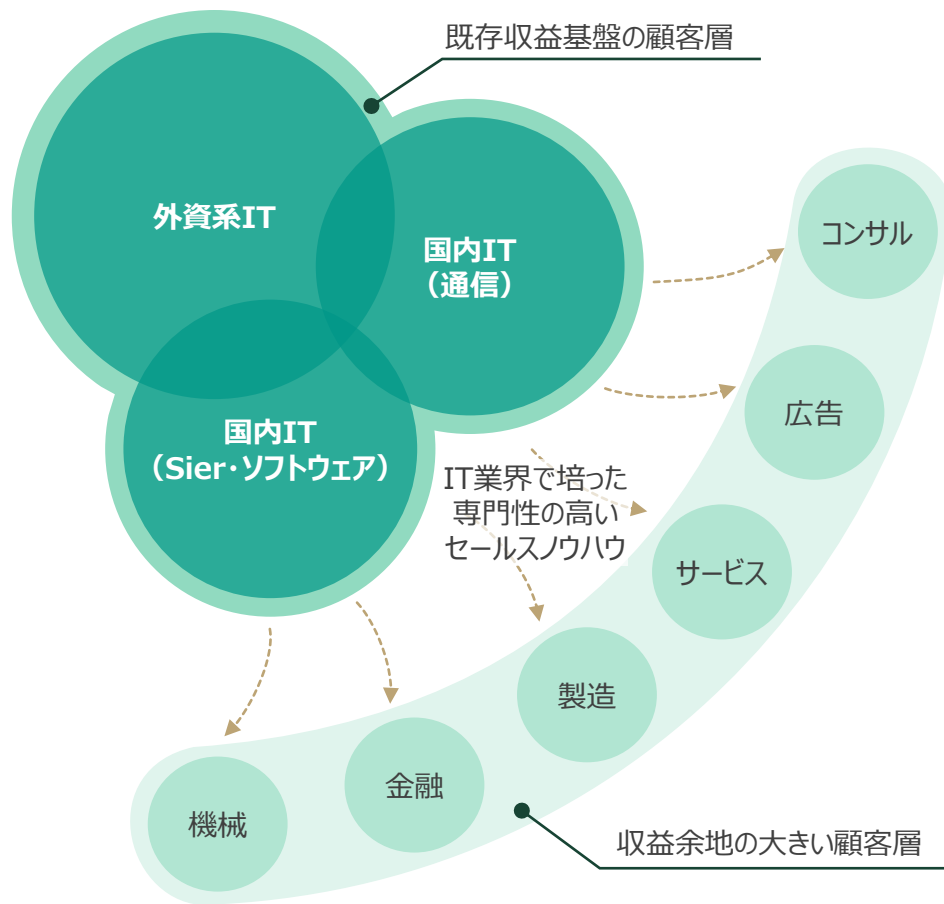 既存収益基盤の顧客層
外資系IT
国内IT
（通信）
国内IT
（Sier・ソフトウェア）
コンサル
広告
IT業界で培った
専門性の高い
セールスノウハウ
サービス
製造
金融
機械
収益余地の大きい顧客層